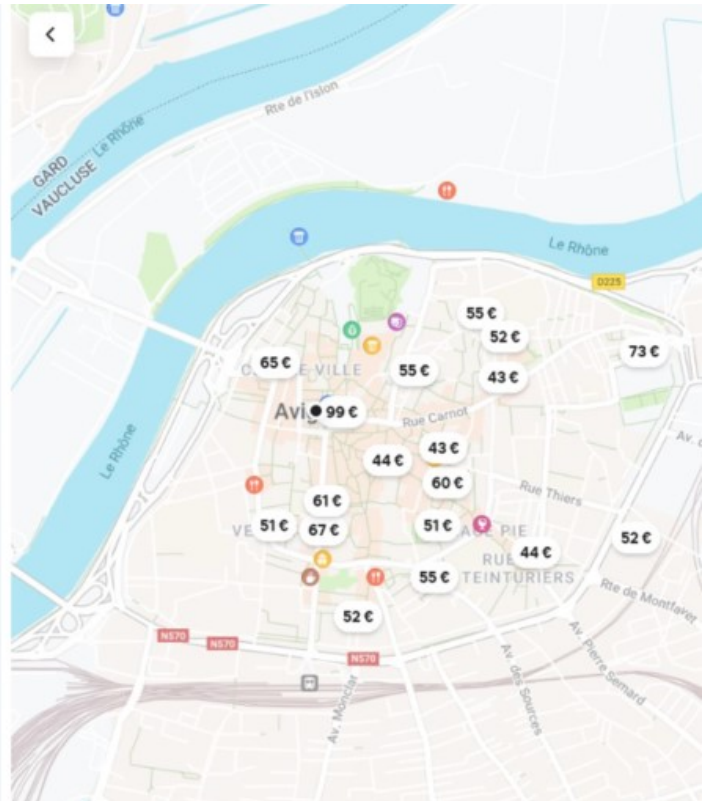 Rte de l'Islon
Le Rhône
GARD
VAUCLUSE
Le Rhône
D225
55 €
52 €
73 €
65 €
55 €
43 €
99 €
Rue Carnot
43 €
44 €
60 €
Rue Thiers
61 €
51 €
67 €
51 €
52 €
44 €
55 €
TEINTURIERS
Rte de Montfavet
52 €
N570
N570
N570
Le Rhône
Av. Monclar
Av. des Sources
Av. Pierre Semard